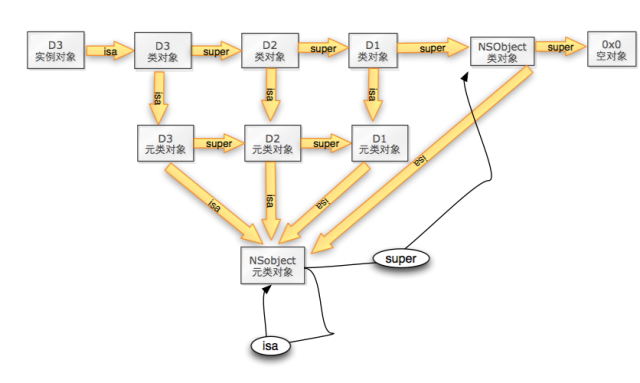 D3
实例对象
isa
D3
类对象
super
D2
类对象
super
D1
类对象
super
NSObject
类对象
super
0x0
空对象
isa
isa
isa
isa
D3
元类对象
super
D2
元类对象
super
D1
元类对象
isa
isa
isa
NSobject
元类对象
super
isa